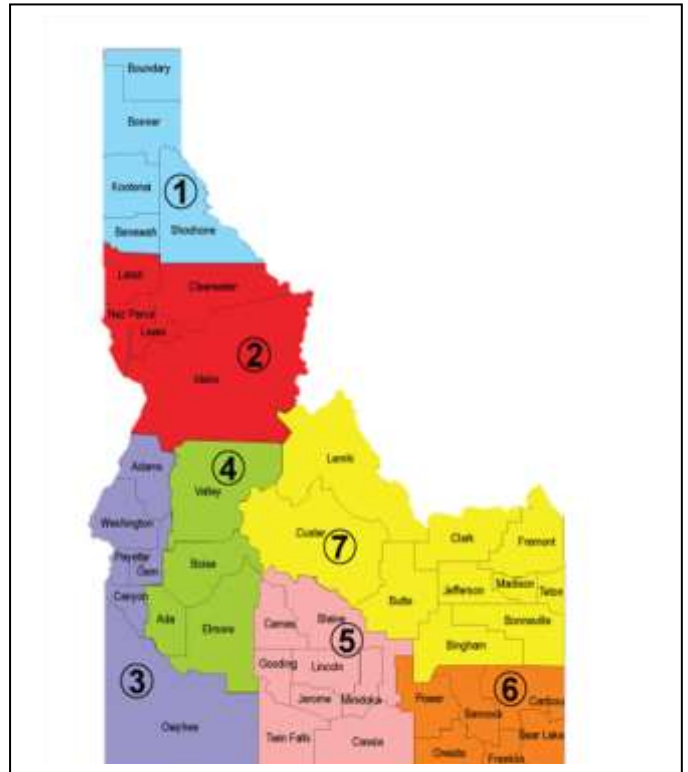 Boundary
Bonner
Kootenai
1
Benewah
Shoshone
Latah
Clearwater
Nez Perce
Lewis
2
Idaho
Adams
4
Valley
Lemhi
Washington
Custer
7
Clark
Fremont
Payette
Gem
Boise
Butte
Jefferson
Madison
Teton
Canyon
Ada
Elmore
Camas
Blaine
5
Bonneville
Bingham
Gooding
Lincoln
3
Jerome
Minidoka
Power
6
Bannock
Caribou
Owyhee
Twin Falls
Cassia
Oneida
Franklin
Bear Lake